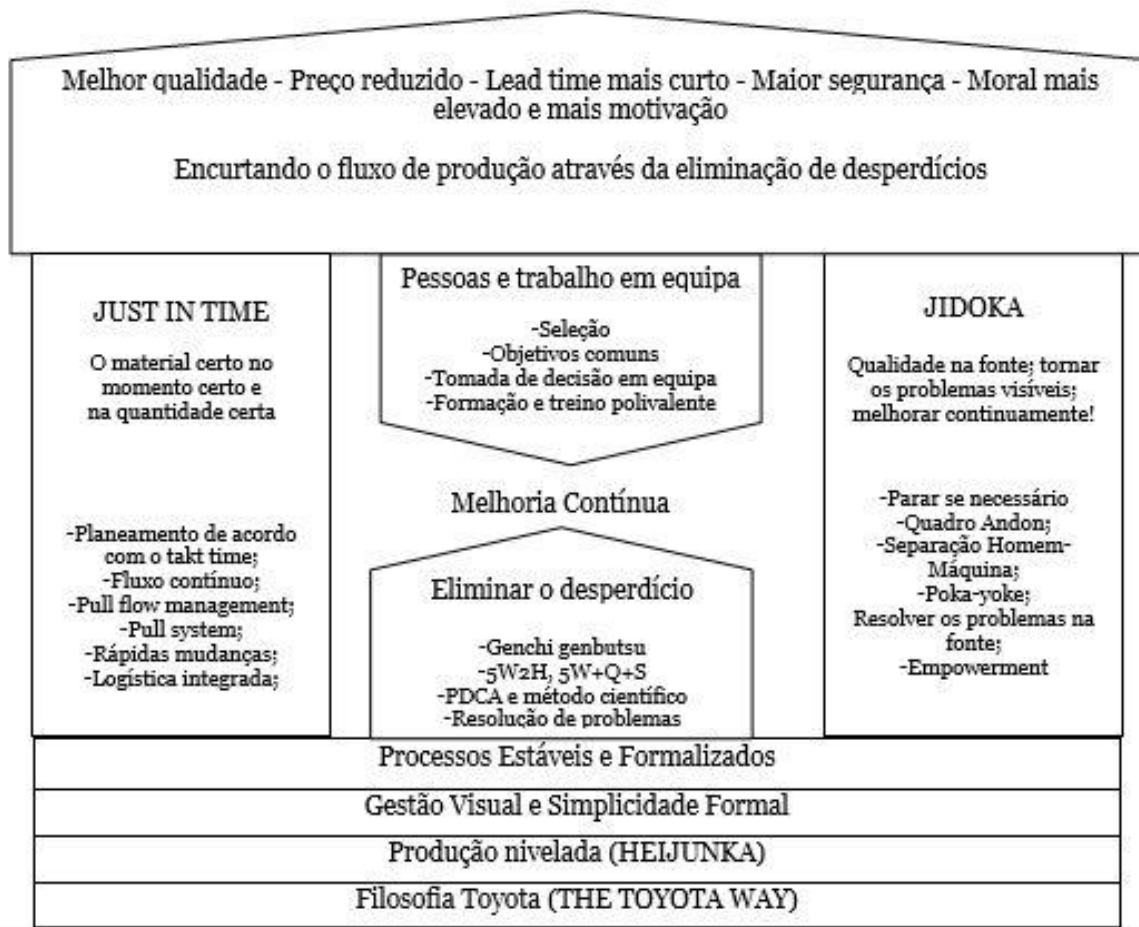 Melhor qualidade - Preço reduzido - Lead time mais curto - Maior segurança - Moral mais
elevado e mais motivação
Encurtando o fluxo de produção através da eliminação de desperdícios
JUST IN TIME
O material certo no
momento certo e
na quantidade certa
-Planeamento de acordo
com o takt time;
-Fluxo contínuo;
-Pull flow management;
-Pull system;
-Rápidas mudanças;
-Logística integrada;
Pessoas e trabalho em equipa
-Seleção
-Objetivos comuns
-Tomada de decisão em equipa
-Formação e treino polivalente
Melhoria Contínua
Eliminar o desperdício
-Genchi genbutsu
-5W2H, 5W+Q+S
-PDCA e método científico
-Resolução de problemas
JIDOKA
Qualidade na fonte; tornar
os problemas visíveis;
melhorar continuamente!
-Parar se necessário
-Quadro Andon;
-Separação Homem-
Máquina;
-Poka-yoke;
Resolver os problemas na
fonte;
-Empowerment
Processos Estáveis e Formalizados
Gestão Visual e Simplicidade Formal
Produção nivelada (HEIJUNKA)
Filosofia Toyota (THE TOYOTA WAY)